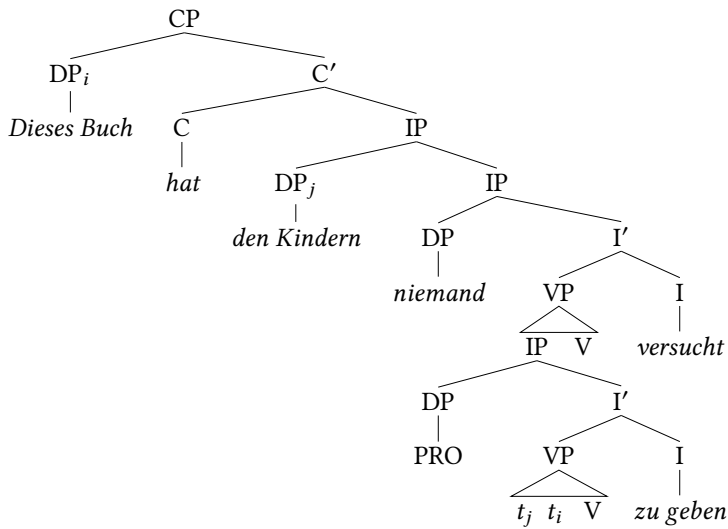 CP
DPᵢ C′
Dieses Buch C IP
hat DPⱼ IP
den Kindern DP I′
niemand VP I
IP V versucht
DP I′
PRO VP I
tⱼ tᵢ V zu geben